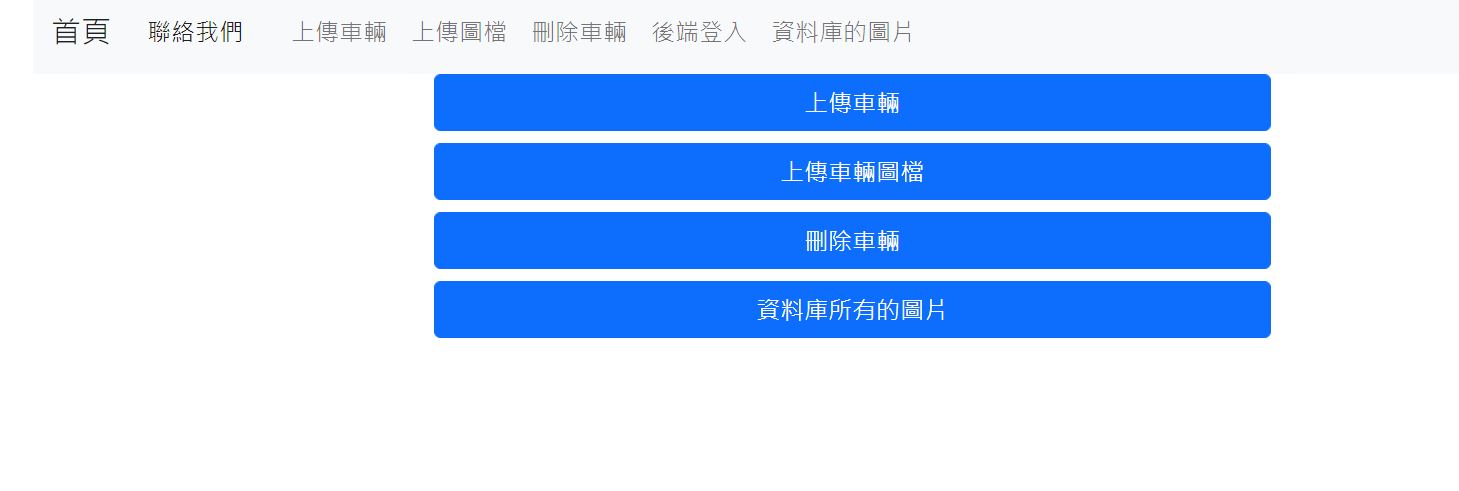 首頁 聯絡我們 上傳車輛 上傳圖檔 刪除車輛 後端登入 資料庫的圖片
上傳車輛
上傳車輛圖檔
刪除車輛
資料庫所有的圖片